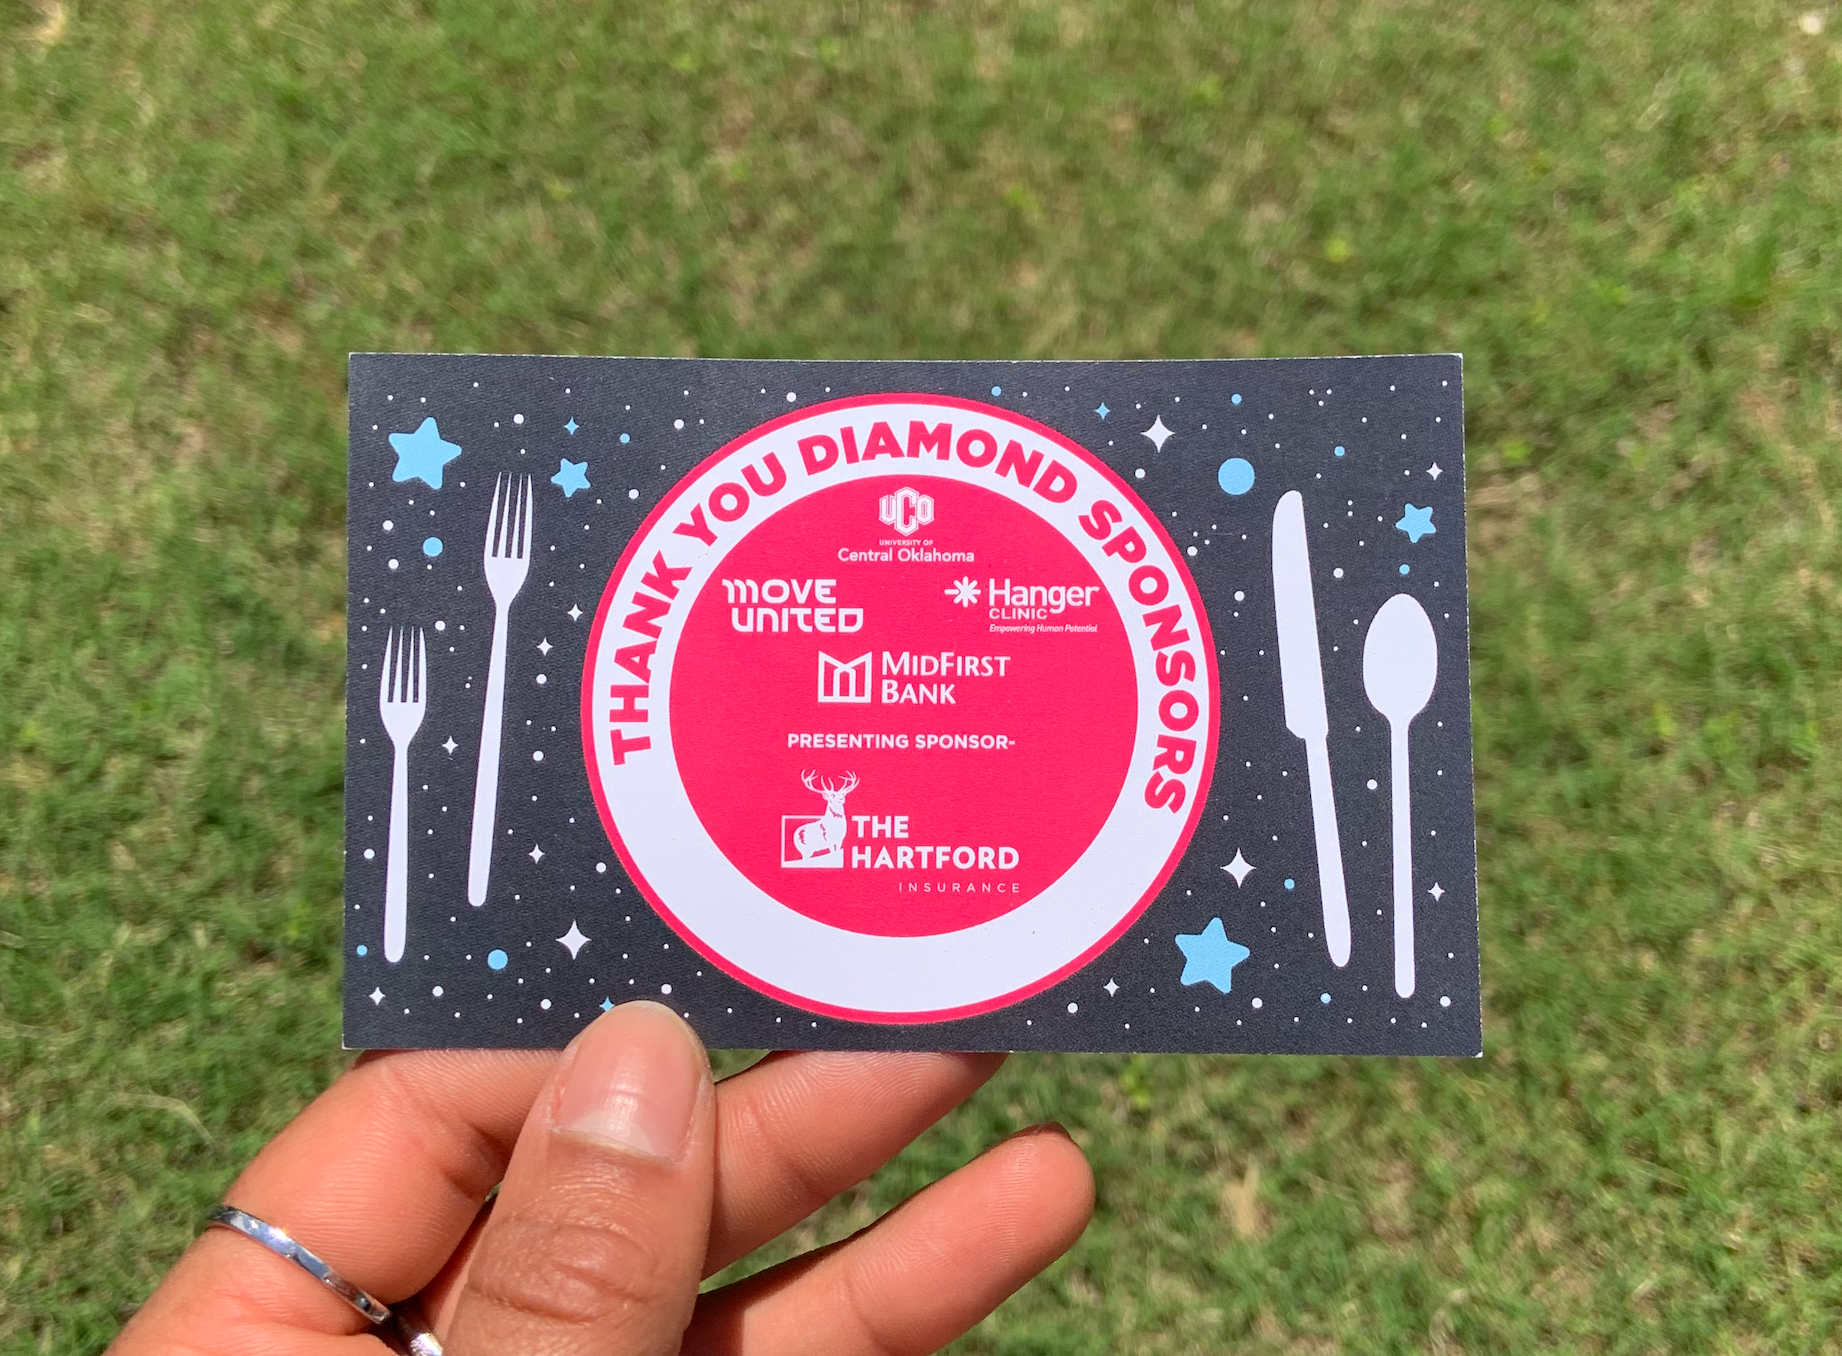 THANK YOU DIAMOND SPONSORS
UCO
UNIVERSITY OF
Central Oklahoma
MOVE
UNITED
Hanger
CLINIC
Empowering Human Potential
MIDFIRST
BANK
PRESENTING SPONSOR-
THE
HARTFORD
INSURANCE